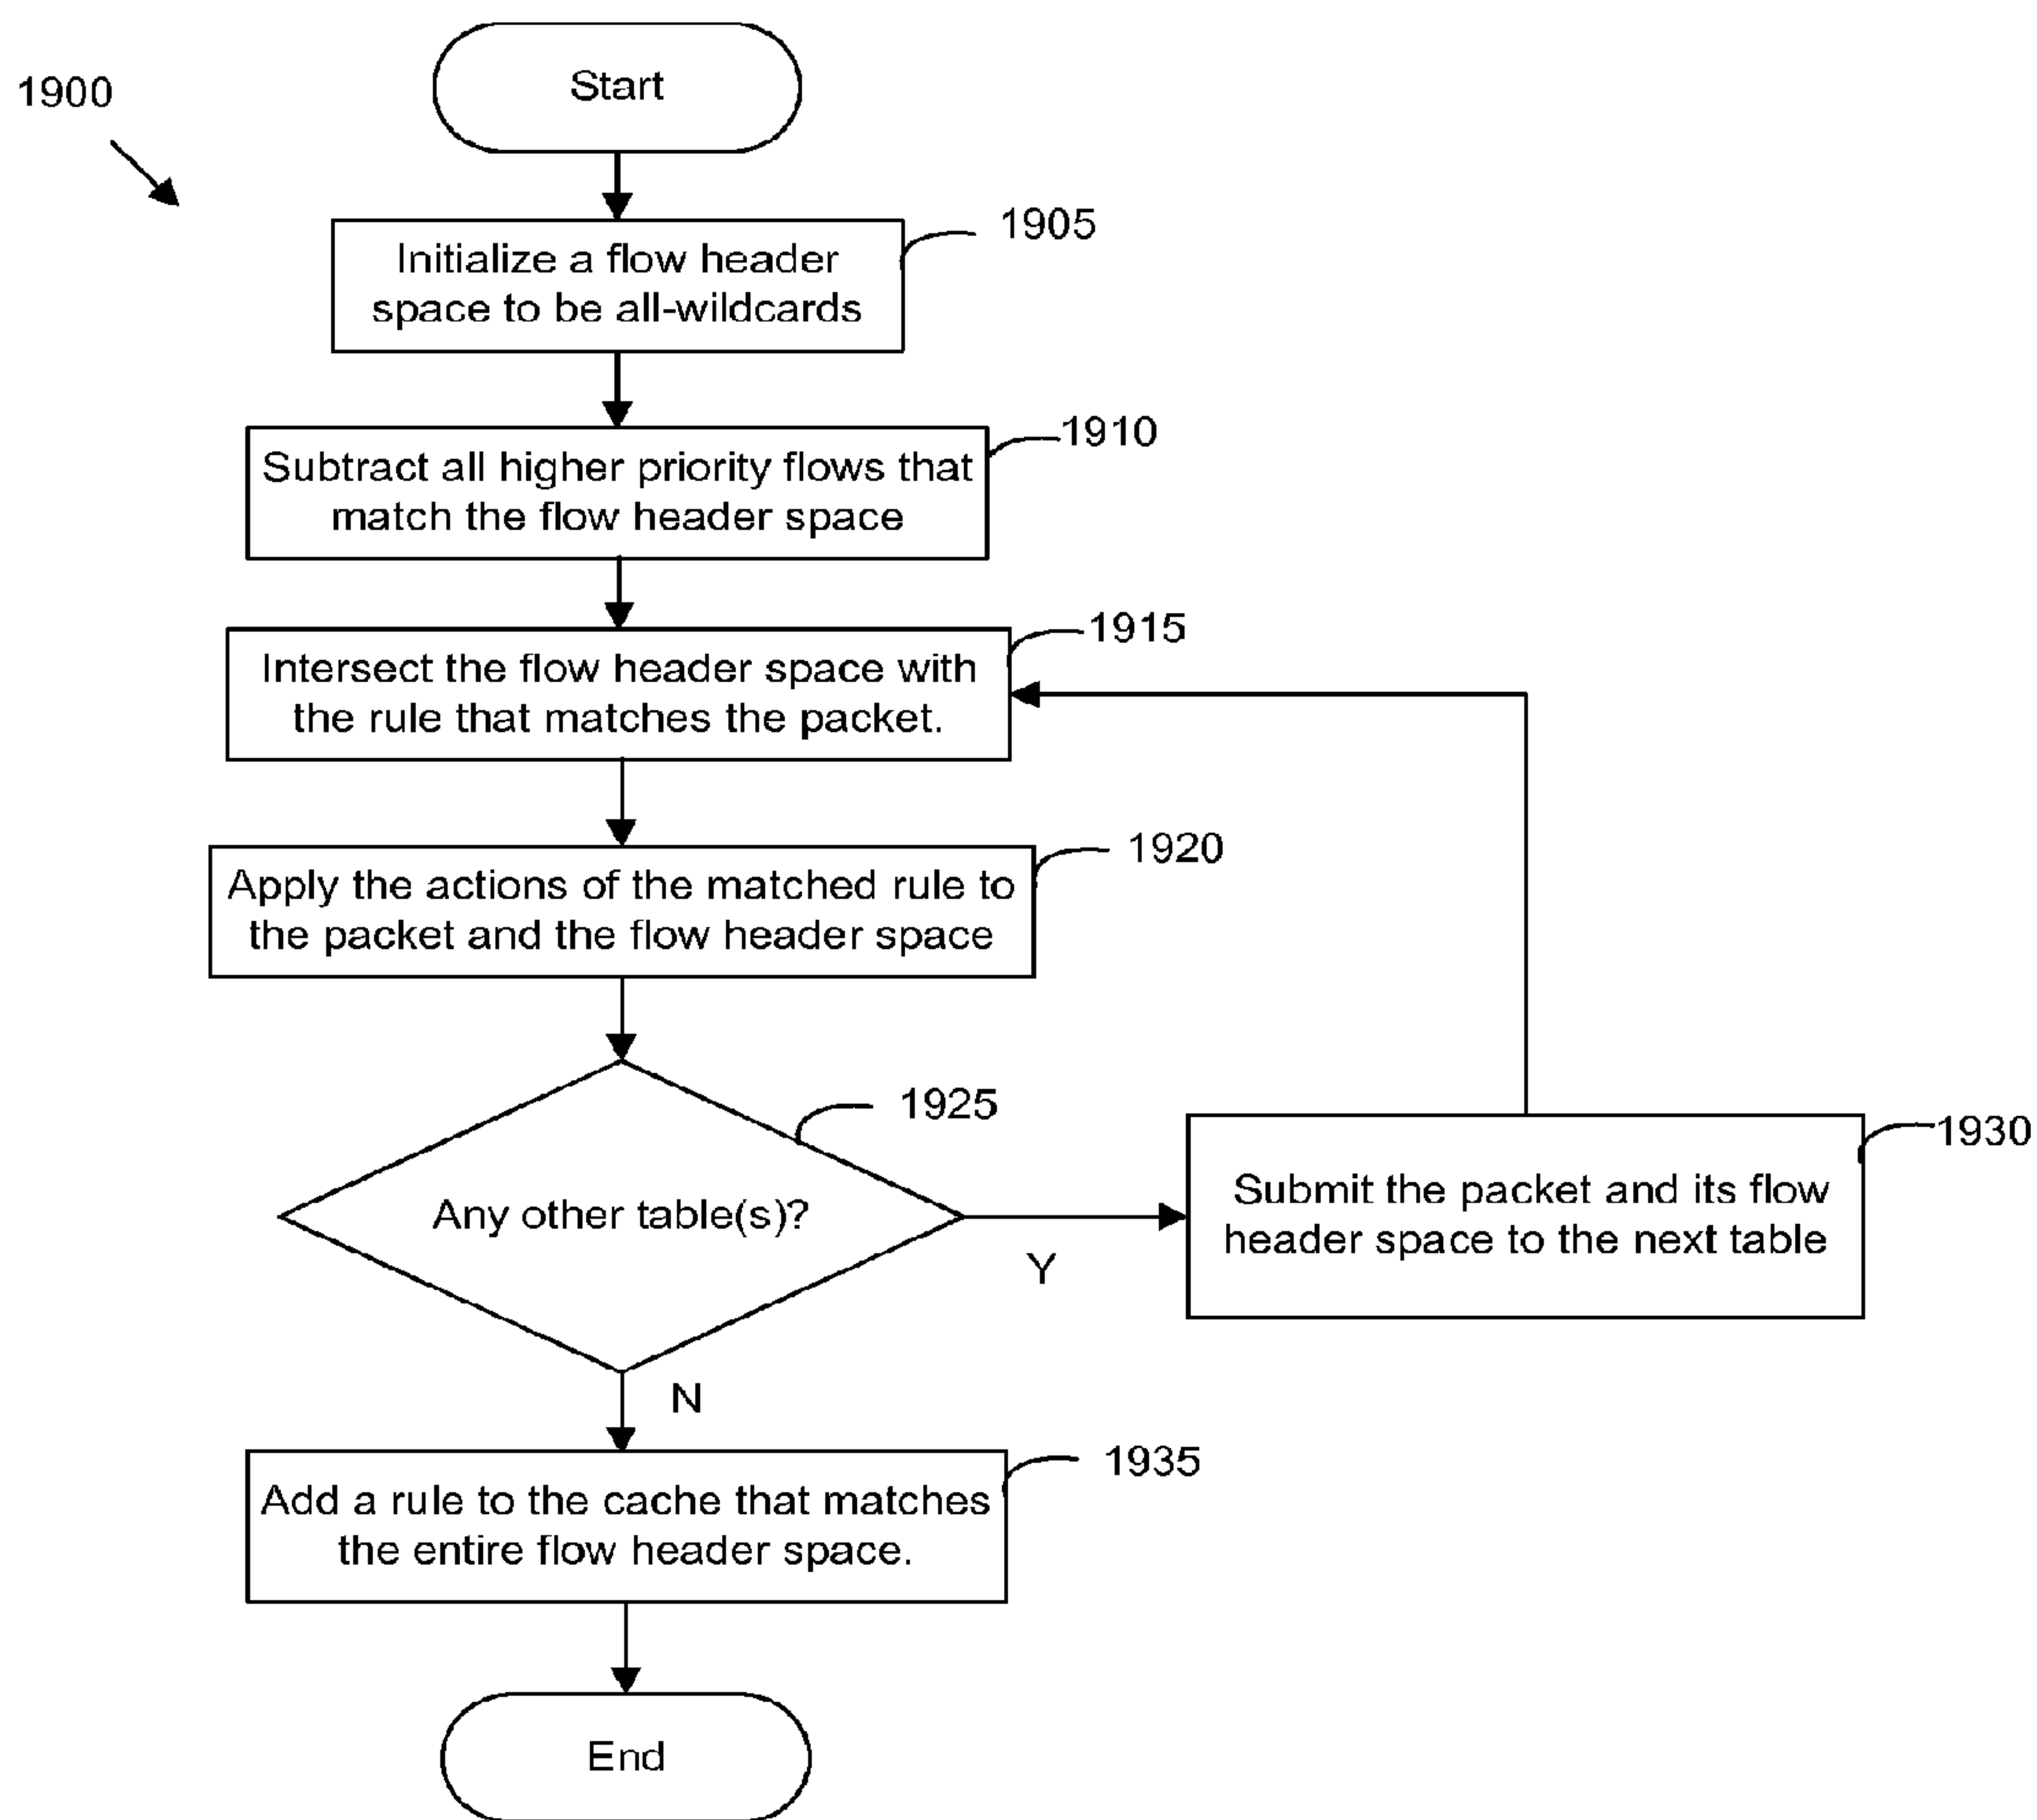 1900
Start
1905
Initialize a flow header
space to be all-wildcards
1910
Subtract all higher priority flows that
match the flow header space
1915
Intersect the flow header space with
the rule that matches the packet.
1920
Apply the actions of the matched rule to
the packet and the flow header space
1925
Any other table(s)?
Y
1930
Submit the packet and its flow
header space to the next table
N
1935
Add a rule to the cache that matches
the entire flow header space.
End